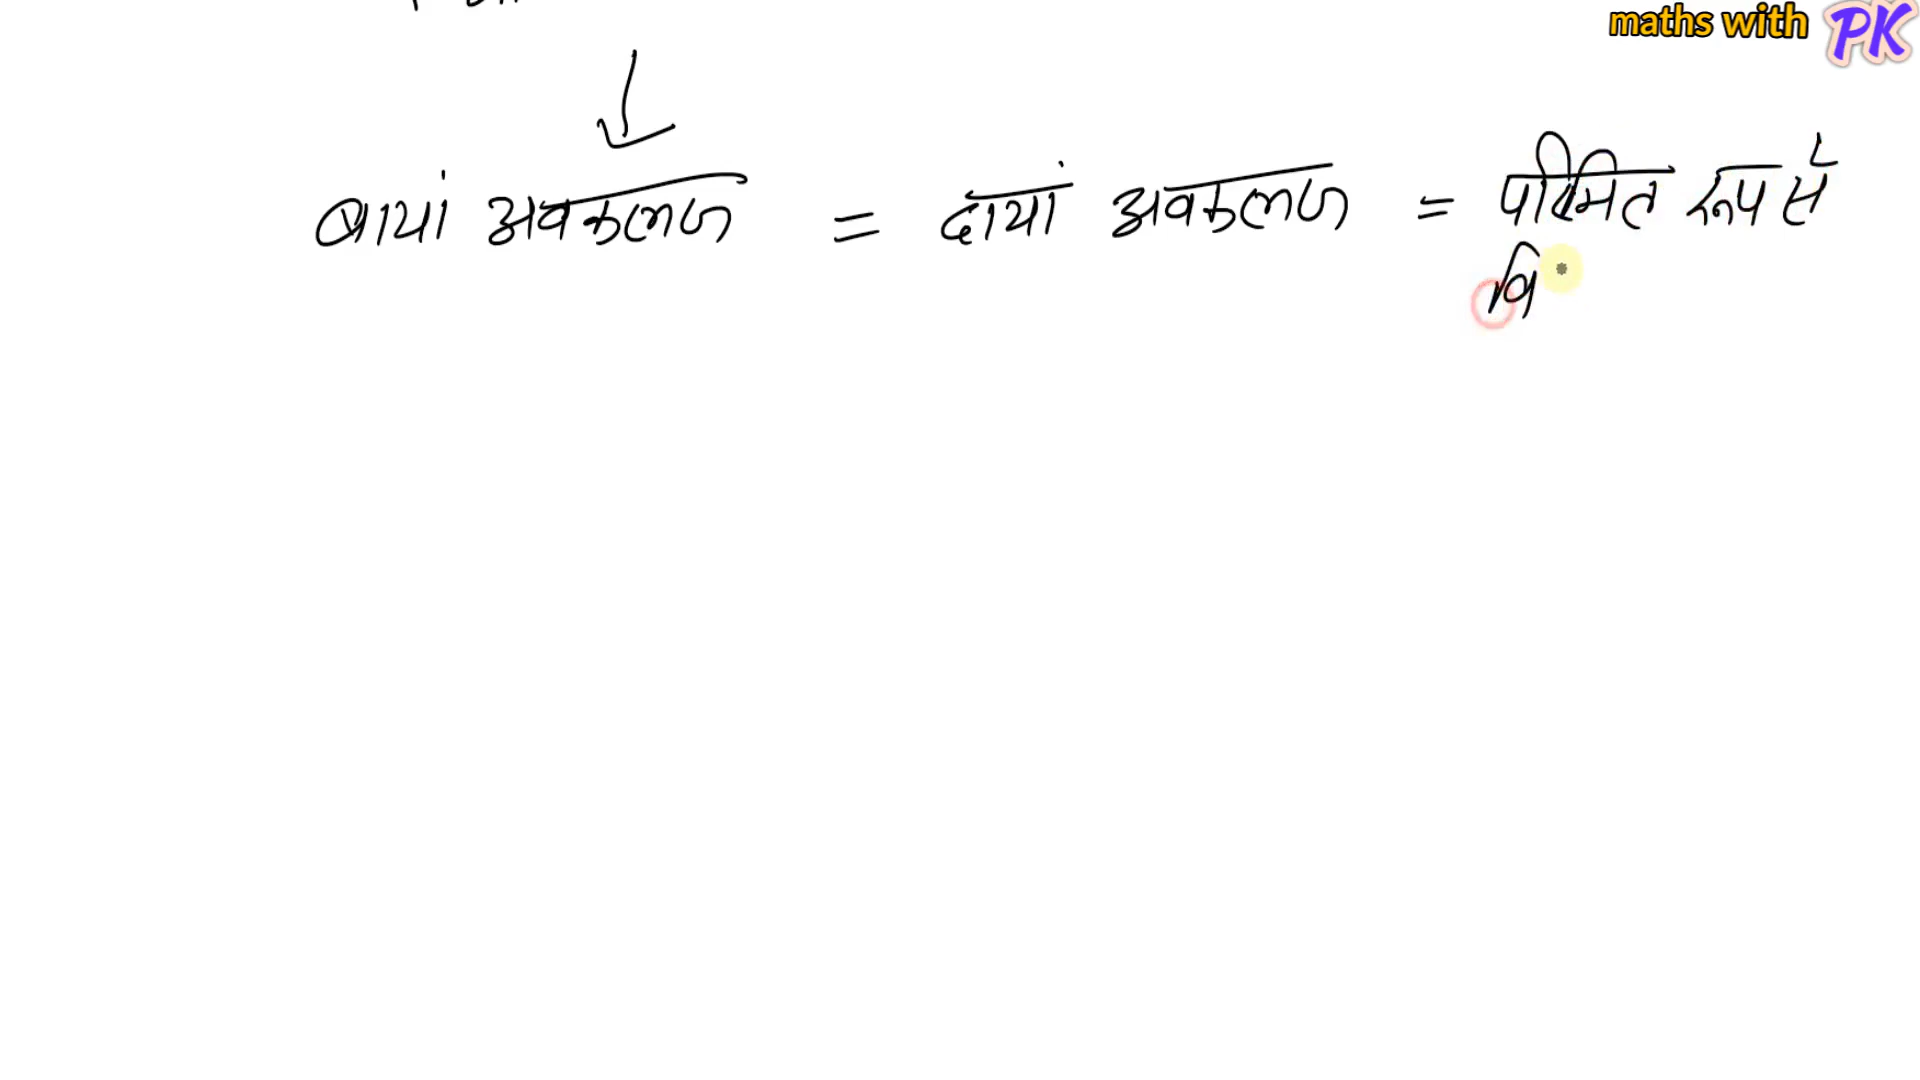 maths with PK
बायां अवकलज = दायां अवकलज = परिमित रूप से
वि